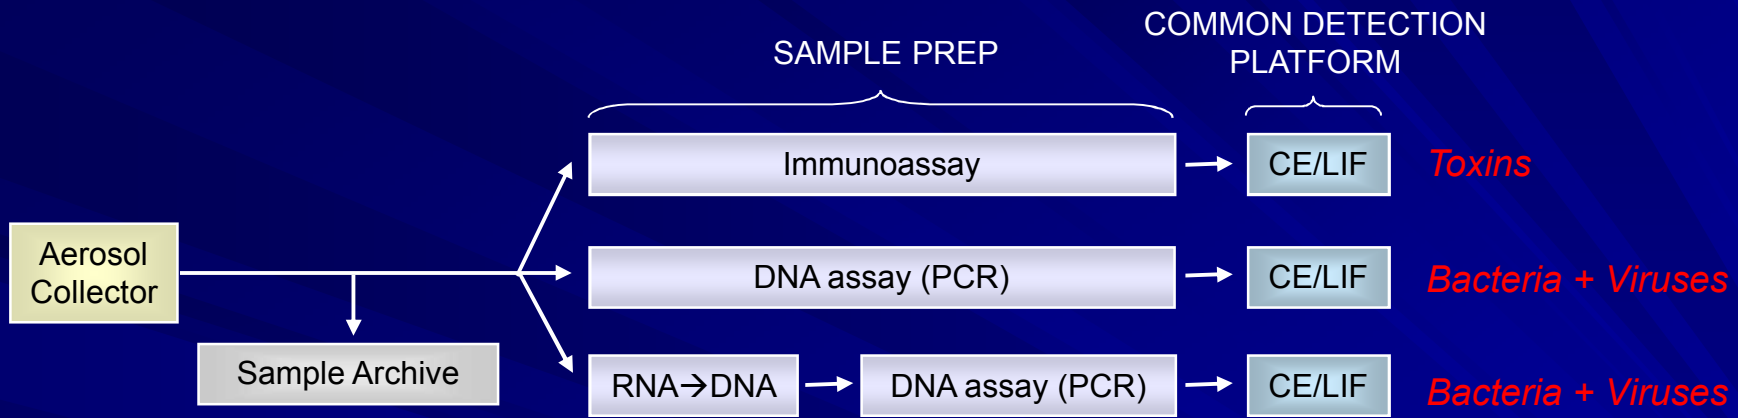 SAMPLE PREP
COMMON DETECTION
PLATFORM
Immunoassay
CE/LIF
Toxins
Aerosol
Collector
DNA assay (PCR)
CE/LIF
Bacteria + Viruses
Sample Archive
RNA→DNA
DNA assay (PCR)
CE/LIF
Bacteria + Viruses